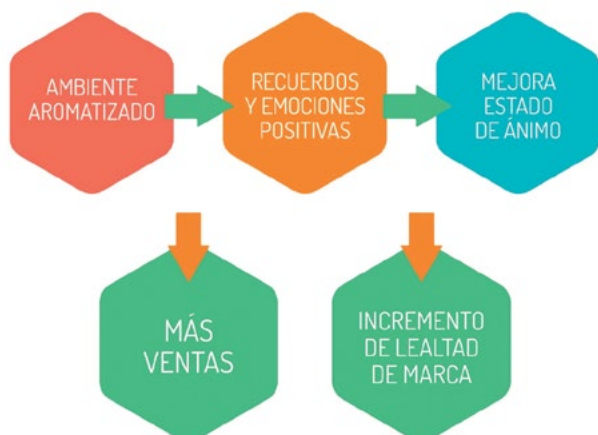 AMBIENTE
AROMATIZADO
RECUERDOS
Y EMOCIONES
POSITIVAS
MEJORA
ESTADO
DE ÁNIMO
MÁS
VENTAS
INCREMENTO
DE LEALTAD
DE MARCA